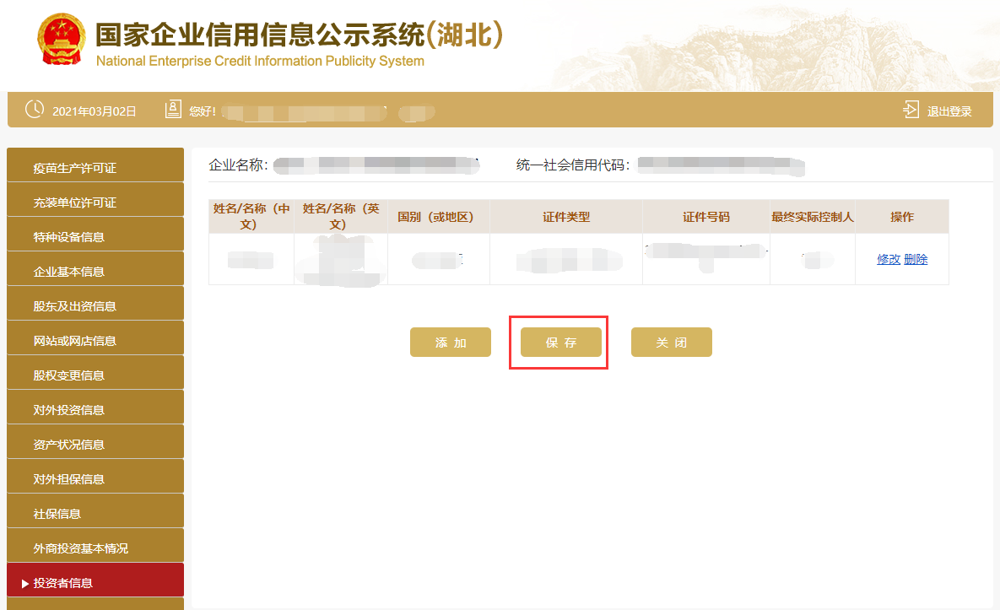 国家企业信用信息公示系统(湖北)
National Enterprise Credit Information Publicity System
2021年03月02日
您好!
退出登录
疫苗生产许可证
充装单位许可证
特种设备信息
企业基本信息
股东及出资信息
网站或网店信息
股权变更信息
对外投资信息
资产状况信息
对外担保信息
社保信息
外商投资基本情况
投资者信息
企业名称: 统一社会信用代码:
姓名/名称（中文） 姓名/名称（英文） 国别（或地区） 证件类型 证件号码 最终实际控制人 操作
修改 删除
添 加 保 存 关 闭